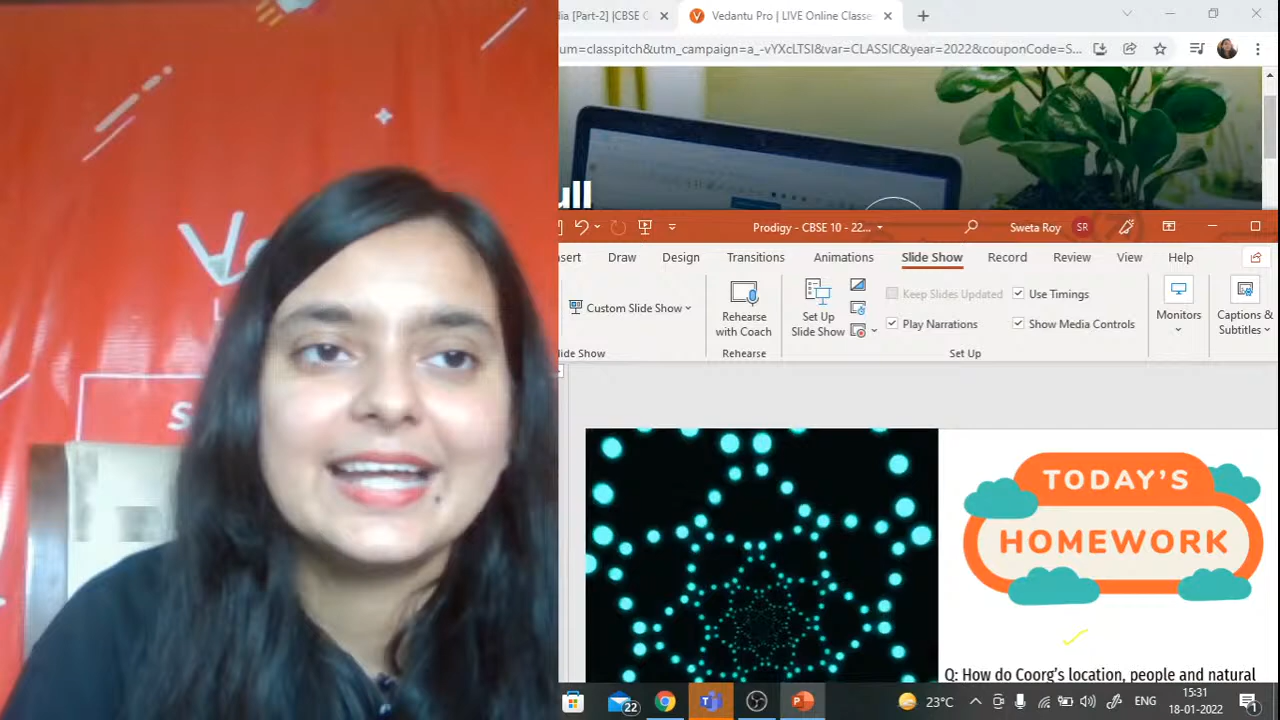 dia [Part-2] |CBSE C
Vedantu Pro | LIVE Online Classe
um=classpitch&utm_campaign=a_-vYXcLTSI&var=CLASSIC&year=2022&couponCode=S...
ull
Prodigy - CBSE 10 - 22...
Sweta Roy
SR
nsert
Draw
Design
Transitions
Animations
Slide Show
Record
Review
View
Help
Custom Slide Show
Rehearse
with Coach
Set Up
Slide Show
Keep Slides Updated
Play Narrations
Use Timings
Show Media Controls
Monitors
Captions &
Subtitles
lide Show
Rehearse
Set Up
V
L
S
TODAY'S
HOMEWORK
Q: How do Coorg's location, people and natural
22
23°C
ENG
15:31
18-01-2022
1